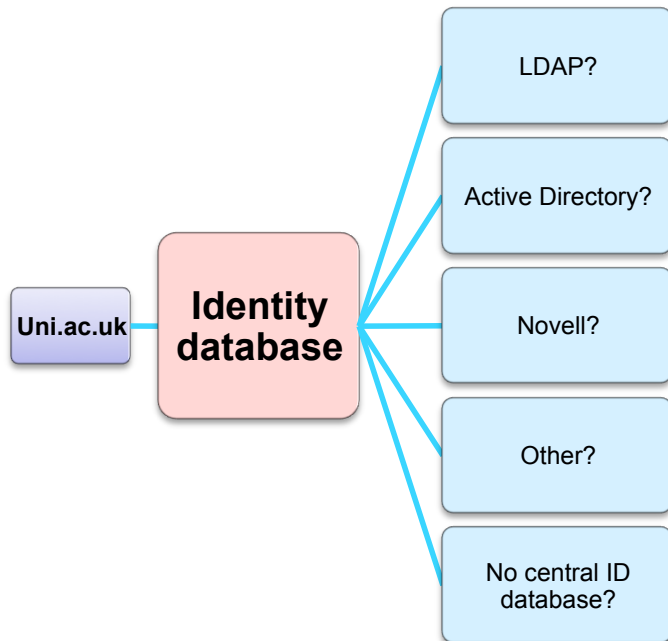 Uni.ac.uk
Identity
database
LDAP?
Active Directory?
Novell?
Other?
No central ID
database?